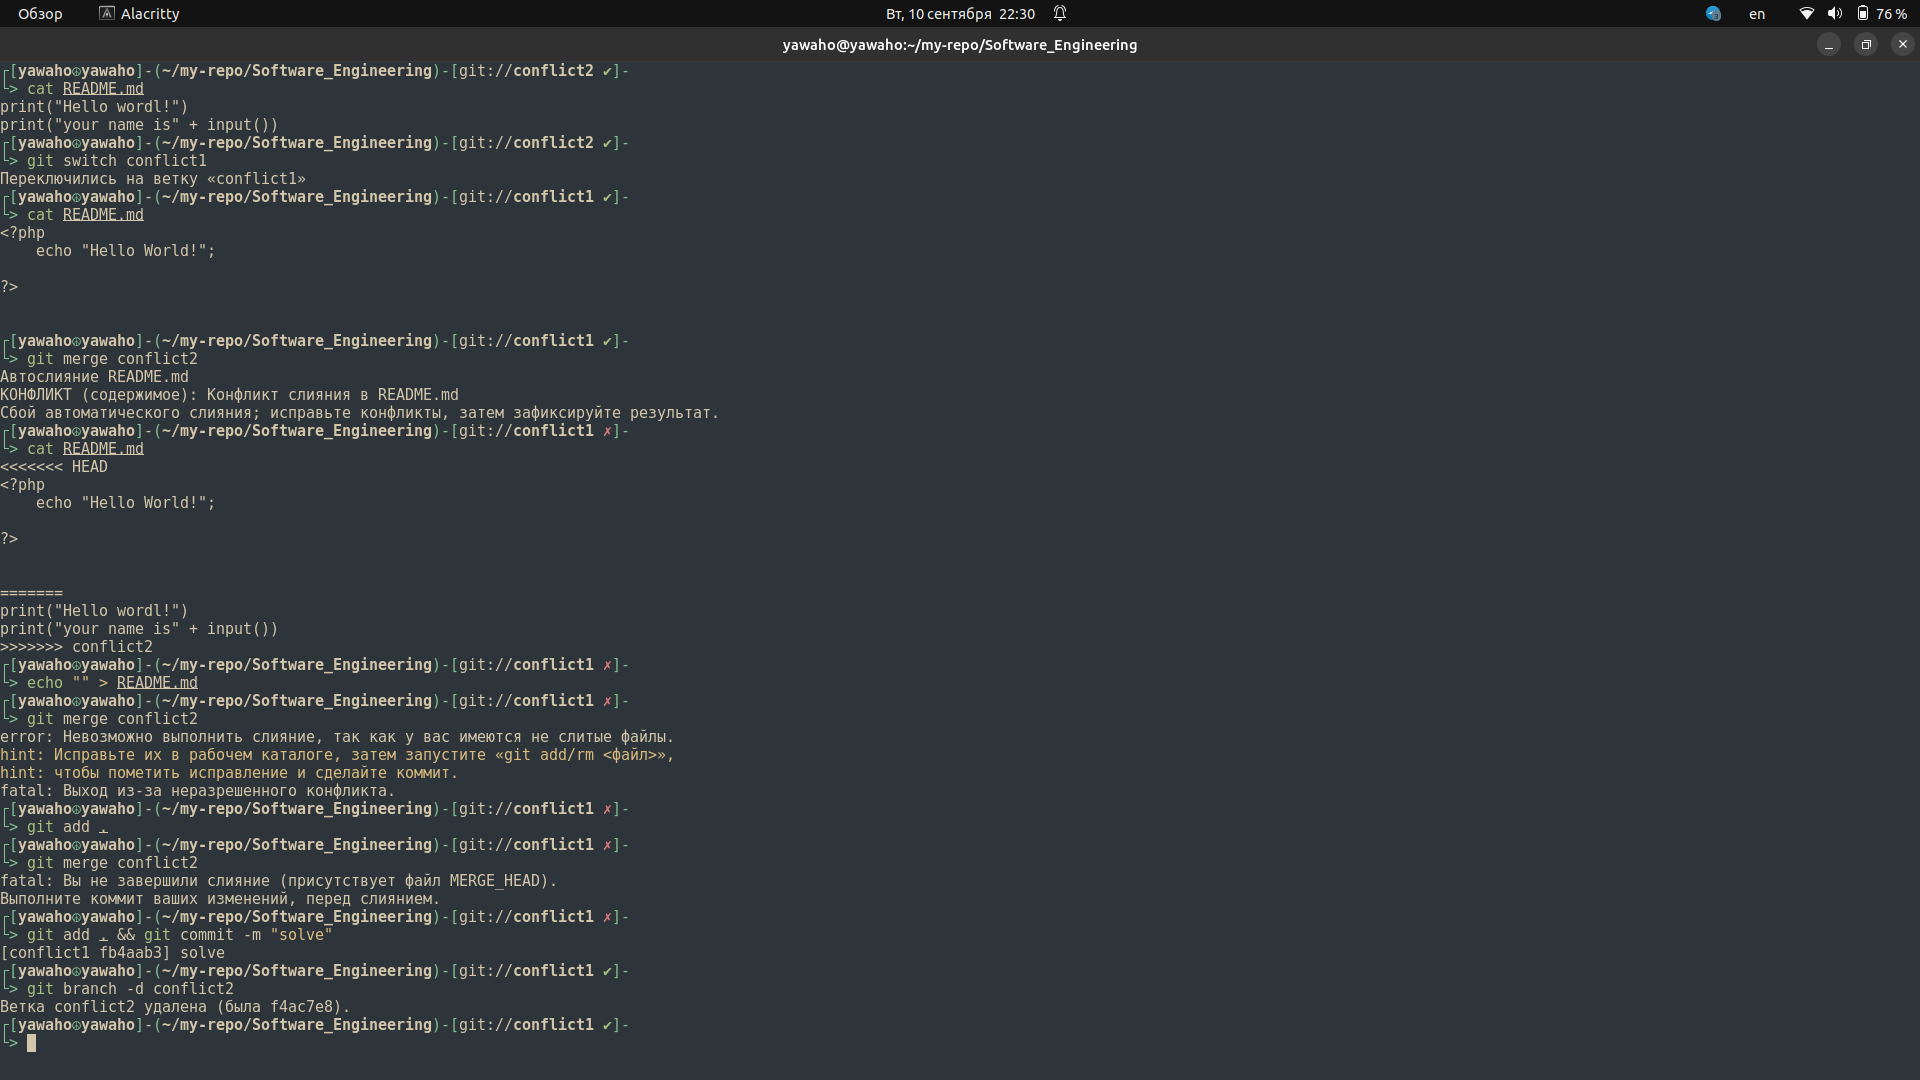 Обзор Alacritty Вт, 10 сентября 22:30 en 76 %
yawaho@yawaho:~/my-repo/Software_Engineering
┌[yawaho☮yawaho]-(~/my-repo/Software_Engineering)-[git://conflict2 ✔]-
└> cat README.md
print("Hello wordl!")
print("your name is" + input())
┌[yawaho☮yawaho]-(~/my-repo/Software_Engineering)-[git://conflict2 ✔]-
└> git switch conflict1
Переключились на ветку «conflict1»
┌[yawaho☮yawaho]-(~/my-repo/Software_Engineering)-[git://conflict1 ✔]-
└> cat README.md
<?php
    echo "Hello World!";
?>
┌[yawaho☮yawaho]-(~/my-repo/Software_Engineering)-[git://conflict1 ✔]-
└> git merge conflict2
Автослияние README.md
КОНФЛИКТ (содержимое): Конфликт слияния в README.md
Сбой автоматического слияния; исправьте конфликты, затем зафиксируйте результат.
┌[yawaho☮yawaho]-(~/my-repo/Software_Engineering)-[git://conflict1 ✗]-
└> cat README.md
<<<<<<< HEAD
<?php
    echo "Hello World!";
?>
=======
print("Hello wordl!")
print("your name is" + input())
>>>>>>> conflict2
┌[yawaho☮yawaho]-(~/my-repo/Software_Engineering)-[git://conflict1 ✗]-
└> echo "" > README.md
┌[yawaho☮yawaho]-(~/my-repo/Software_Engineering)-[git://conflict1 ✗]-
└> git merge conflict2
error: Невозможно выполнить слияние, так как у вас имеются не слитые файлы.
hint: Исправьте их в рабочем каталоге, затем запустите «git add/rm <файл>»,
hint: чтобы пометить исправление и сделайте коммит.
fatal: Выход из-за неразрешенного конфликта.
┌[yawaho☮yawaho]-(~/my-repo/Software_Engineering)-[git://conflict1 ✗]-
└> git add .
┌[yawaho☮yawaho]-(~/my-repo/Software_Engineering)-[git://conflict1 ✗]-
└> git merge conflict2
fatal: Вы не завершили слияние (присутствует файл MERGE_HEAD).
Выполните коммит ваших изменений, перед слиянием.
┌[yawaho☮yawaho]-(~/my-repo/Software_Engineering)-[git://conflict1 ✗]-
└> git add . && git commit -m "solve"
[conflict1 fb4aab3] solve
┌[yawaho☮yawaho]-(~/my-repo/Software_Engineering)-[git://conflict1 ✔]-
└> git branch -d conflict2
Ветка conflict2 удалена (была f4ac7e8).
┌[yawaho☮yawaho]-(~/my-repo/Software_Engineering)-[git://conflict1 ✔]-
└>